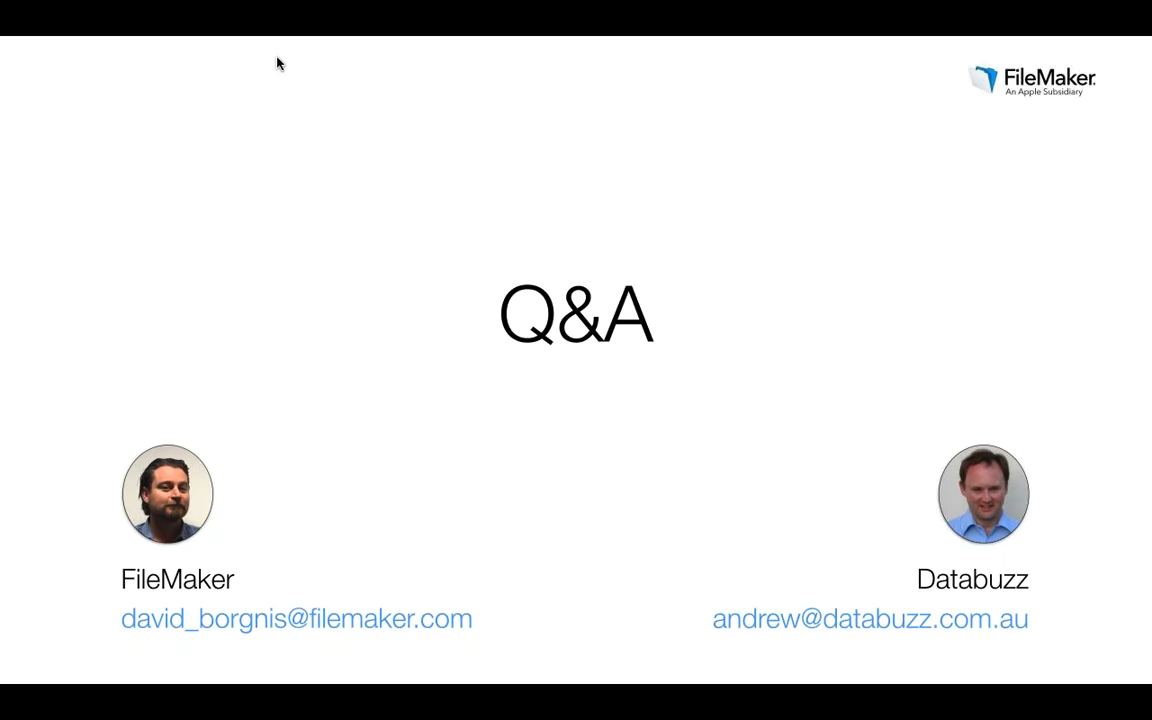 FileMaker
An Apple Subsidiary
Q&A
FileMaker
david_borgnis@filemaker.com
Databuzz
andrew@databuzz.com.au